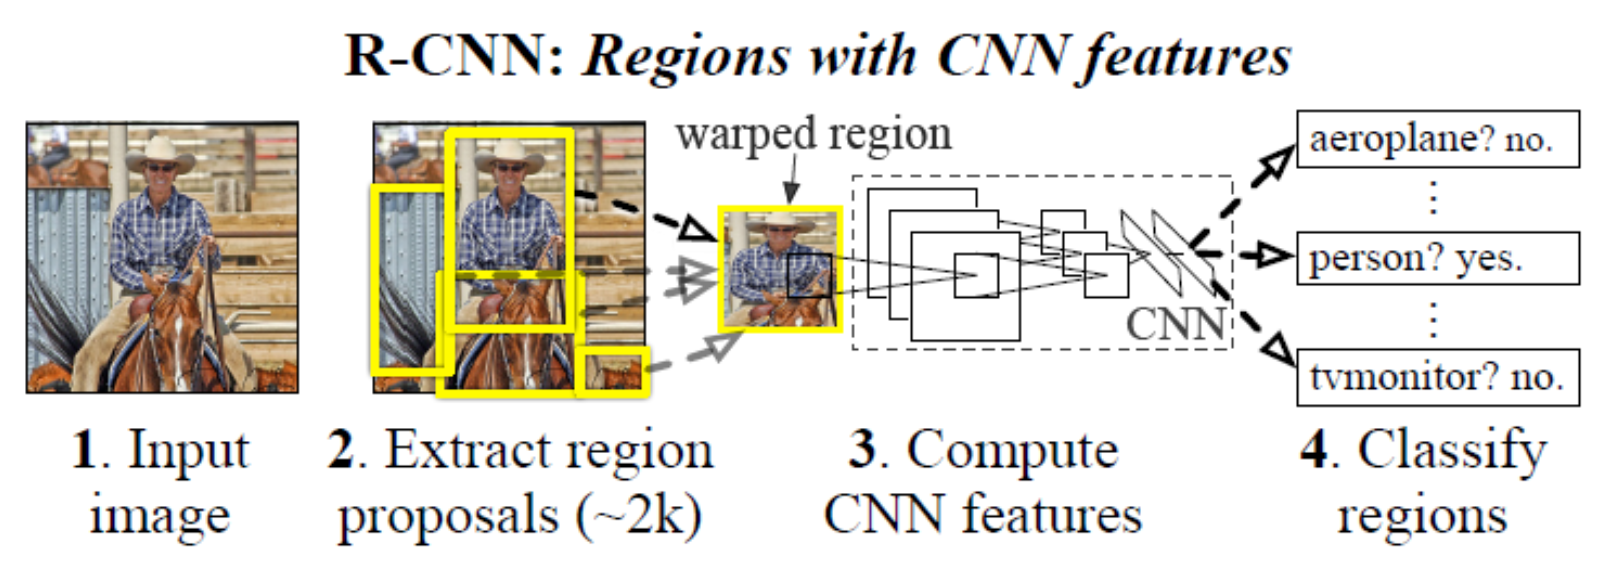 R-CNN: Regions with CNN features
warped region
aeroplane? no.
⋮
person? yes.
⋮
tvmonitor? no.
CNN
1. Input
image
2. Extract region
proposals (~2k)
3. Compute
CNN features
4. Classify
regions